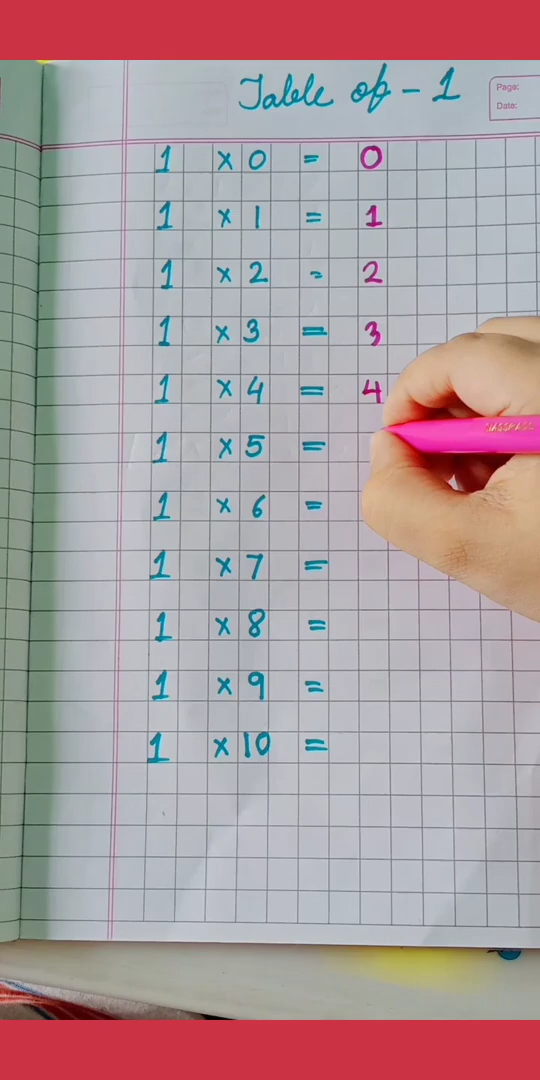 Table of - 1
Page:
Date:
1 × 0 = 0
1 × 1 = 1
1 × 2 = 2
1 × 3 = 3
1 × 4 = 4
1 × 5 =
1 × 6 =
1 × 7 =
1 × 8 =
1 × 9 =
1 × 10 =